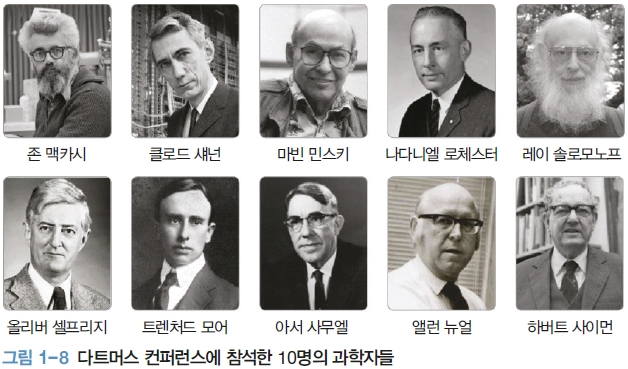 존 맥카시 클로드 섀넌 마빈 민스키 나다니엘 로체스터 레이 솔로모노프
올리버 셀프리지 트렌처드 모어 아서 사무엘 앨런 뉴얼 하버트 사이먼
그림 1-8 다트머스 컨퍼런스에 참석한 10명의 과학자들